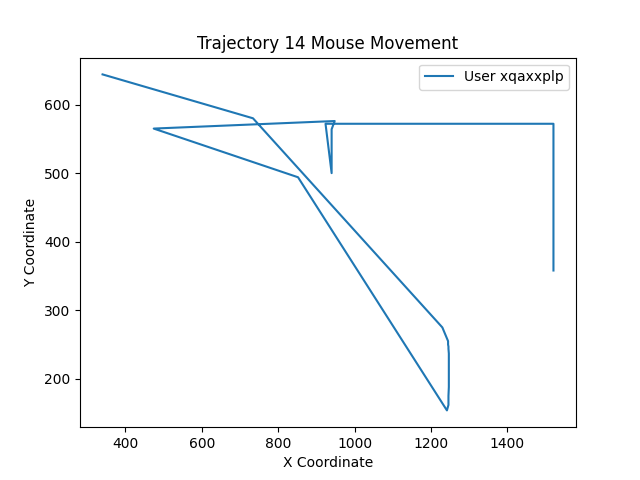 Trajectory 14 Mouse Movement
User xqaxxplp
Y Coordinate
600
500
400
300
200
400 600 800 1000 1200 1400
X Coordinate